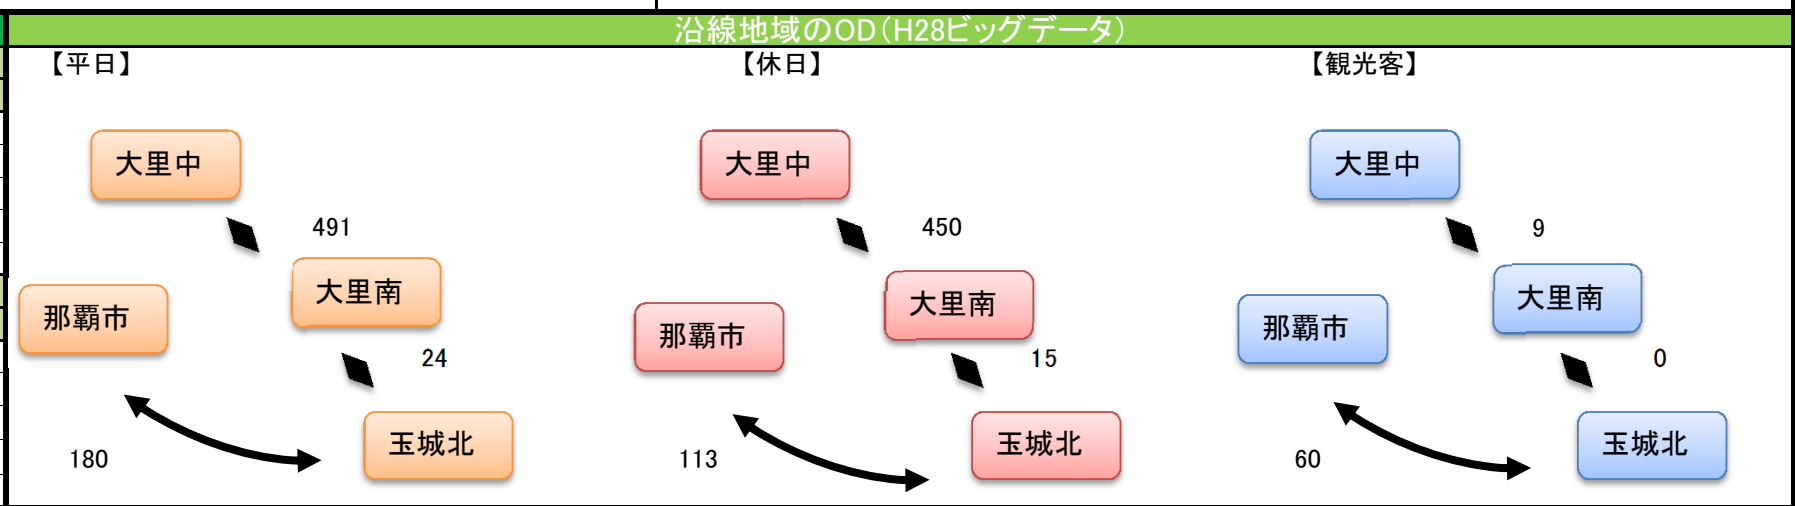 沿線地域のOD(H28ビッグデータ)
【平日】
大里中
491
大里南
那覇市
24
玉城北
180
【休日】
大里中
450
大里南
那覇市
15
玉城北
113
【観光客】
大里中
9
大里南
那覇市
0
玉城北
60